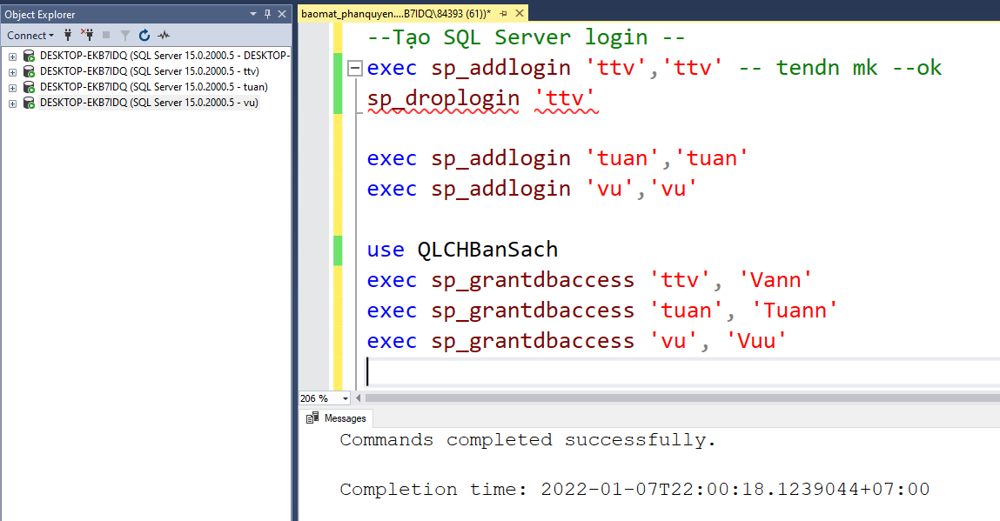 Object Explorer
Connect
DESKTOP-EKB7IDQ (SQL Server 15.0.2000.5 - DESKTOP-
DESKTOP-EKB7IDQ (SQL Server 15.0.2000.5 - ttv)
DESKTOP-EKB7IDQ (SQL Server 15.0.2000.5 - tuan)
DESKTOP-EKB7IDQ (SQL Server 15.0.2000.5 - vu)
baomat_phanquyen....B7IDQ\84393 (61))*
--Tạo SQL Server login --
exec sp_addlogin 'ttv','ttv' -- tendn mk --ok
sp_droplogin 'ttv'
exec sp_addlogin 'tuan','tuan'
exec sp_addlogin 'vu','vu'
use QLCHBanSach
exec sp_grantdbaccess 'ttv', 'Vann'
exec sp_grantdbaccess 'tuan', 'Tuann'
exec sp_grantdbaccess 'vu', 'Vuu'
206 %
Messages
Commands completed successfully.
Completion time: 2022-01-07T22:00:18.1239044+07:00